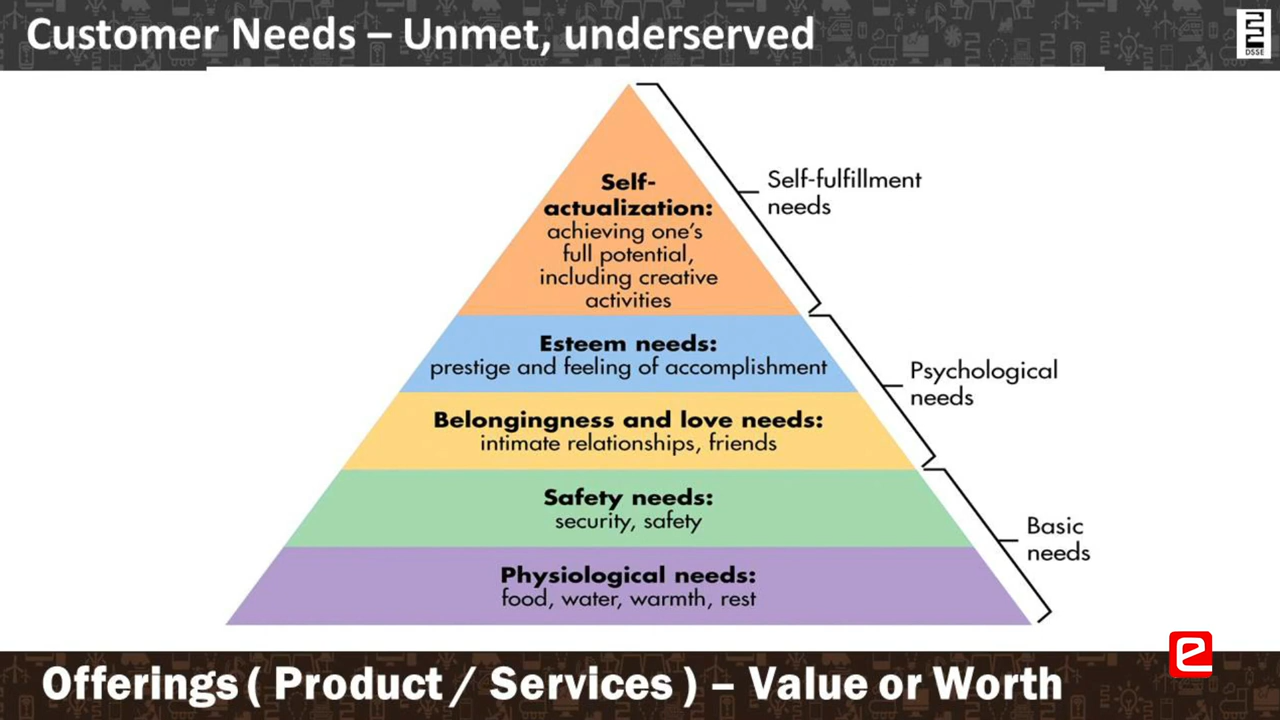 Customer Needs – Unmet, underserved
DSSE
Self-
actualization:
achieving one's
full potential,
including creative
activities
Self-fulfillment
needs
Esteem needs:
prestige and feeling of accomplishment
Psychological
needs
Belongingness and love needs:
intimate relationships, friends
Safety needs:
security, safety
Basic
needs
Physiological needs:
food, water, warmth, rest
e
Offerings ( Product / Services ) – Value or Worth